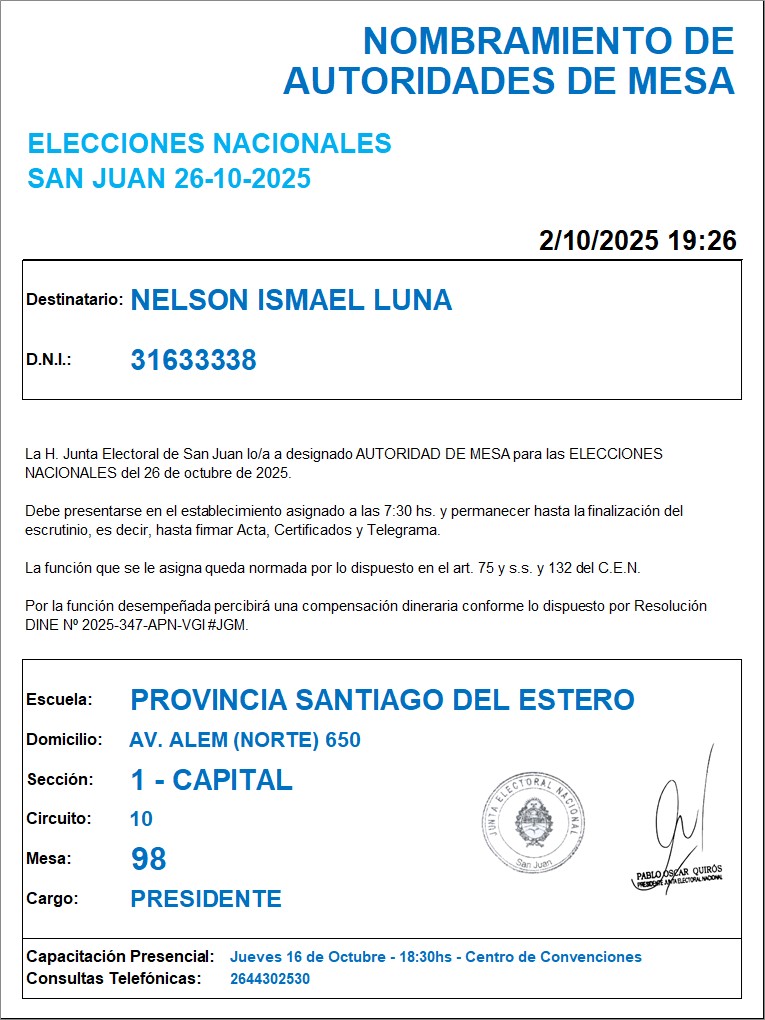 NOMBRAMIENTO DE
AUTORIDADES DE MESA
ELECCIONES NACIONALES
SAN JUAN 26-10-2025
2/10/2025 19:26
Destinatario: NELSON ISMAEL LUNA
D.N.I.: 31633338
La H. Junta Electoral de San Juan lo/a a designado AUTORIDAD DE MESA para las ELECCIONES
NACIONALES del 26 de octubre de 2025.
Debe presentarse en el establecimiento asignado a las 7:30 hs. y permanecer hasta la finalización del
escrutinio, es decir, hasta firmar Acta, Certificados y Telegrama.
La función que se le asigna queda normada por lo dispuesto en el art. 75 y s.s. y 132 del C.E.N.
Por la función desempeñada percibirá una compensación dineraria conforme lo dispuesto por Resolución
DINE Nº 2025-347-APN-VGI#JGM.
Escuela: PROVINCIA SANTIAGO DEL ESTERO
Domicilio: AV. ALEM (NORTE) 650
Sección: 1 - CAPITAL
Circuito: 10
Mesa: 98
Cargo: PRESIDENTE
JUNTA ELECTORAL NACIONAL
San Juan
PABLO OSCAR QUIRÓS
PRESIDENTE JUNTA ELECTORAL NACIONAL
Capacitación Presencial: Jueves 16 de Octubre - 18:30hs - Centro de Convenciones
Consultas Telefónicas: 2644302530